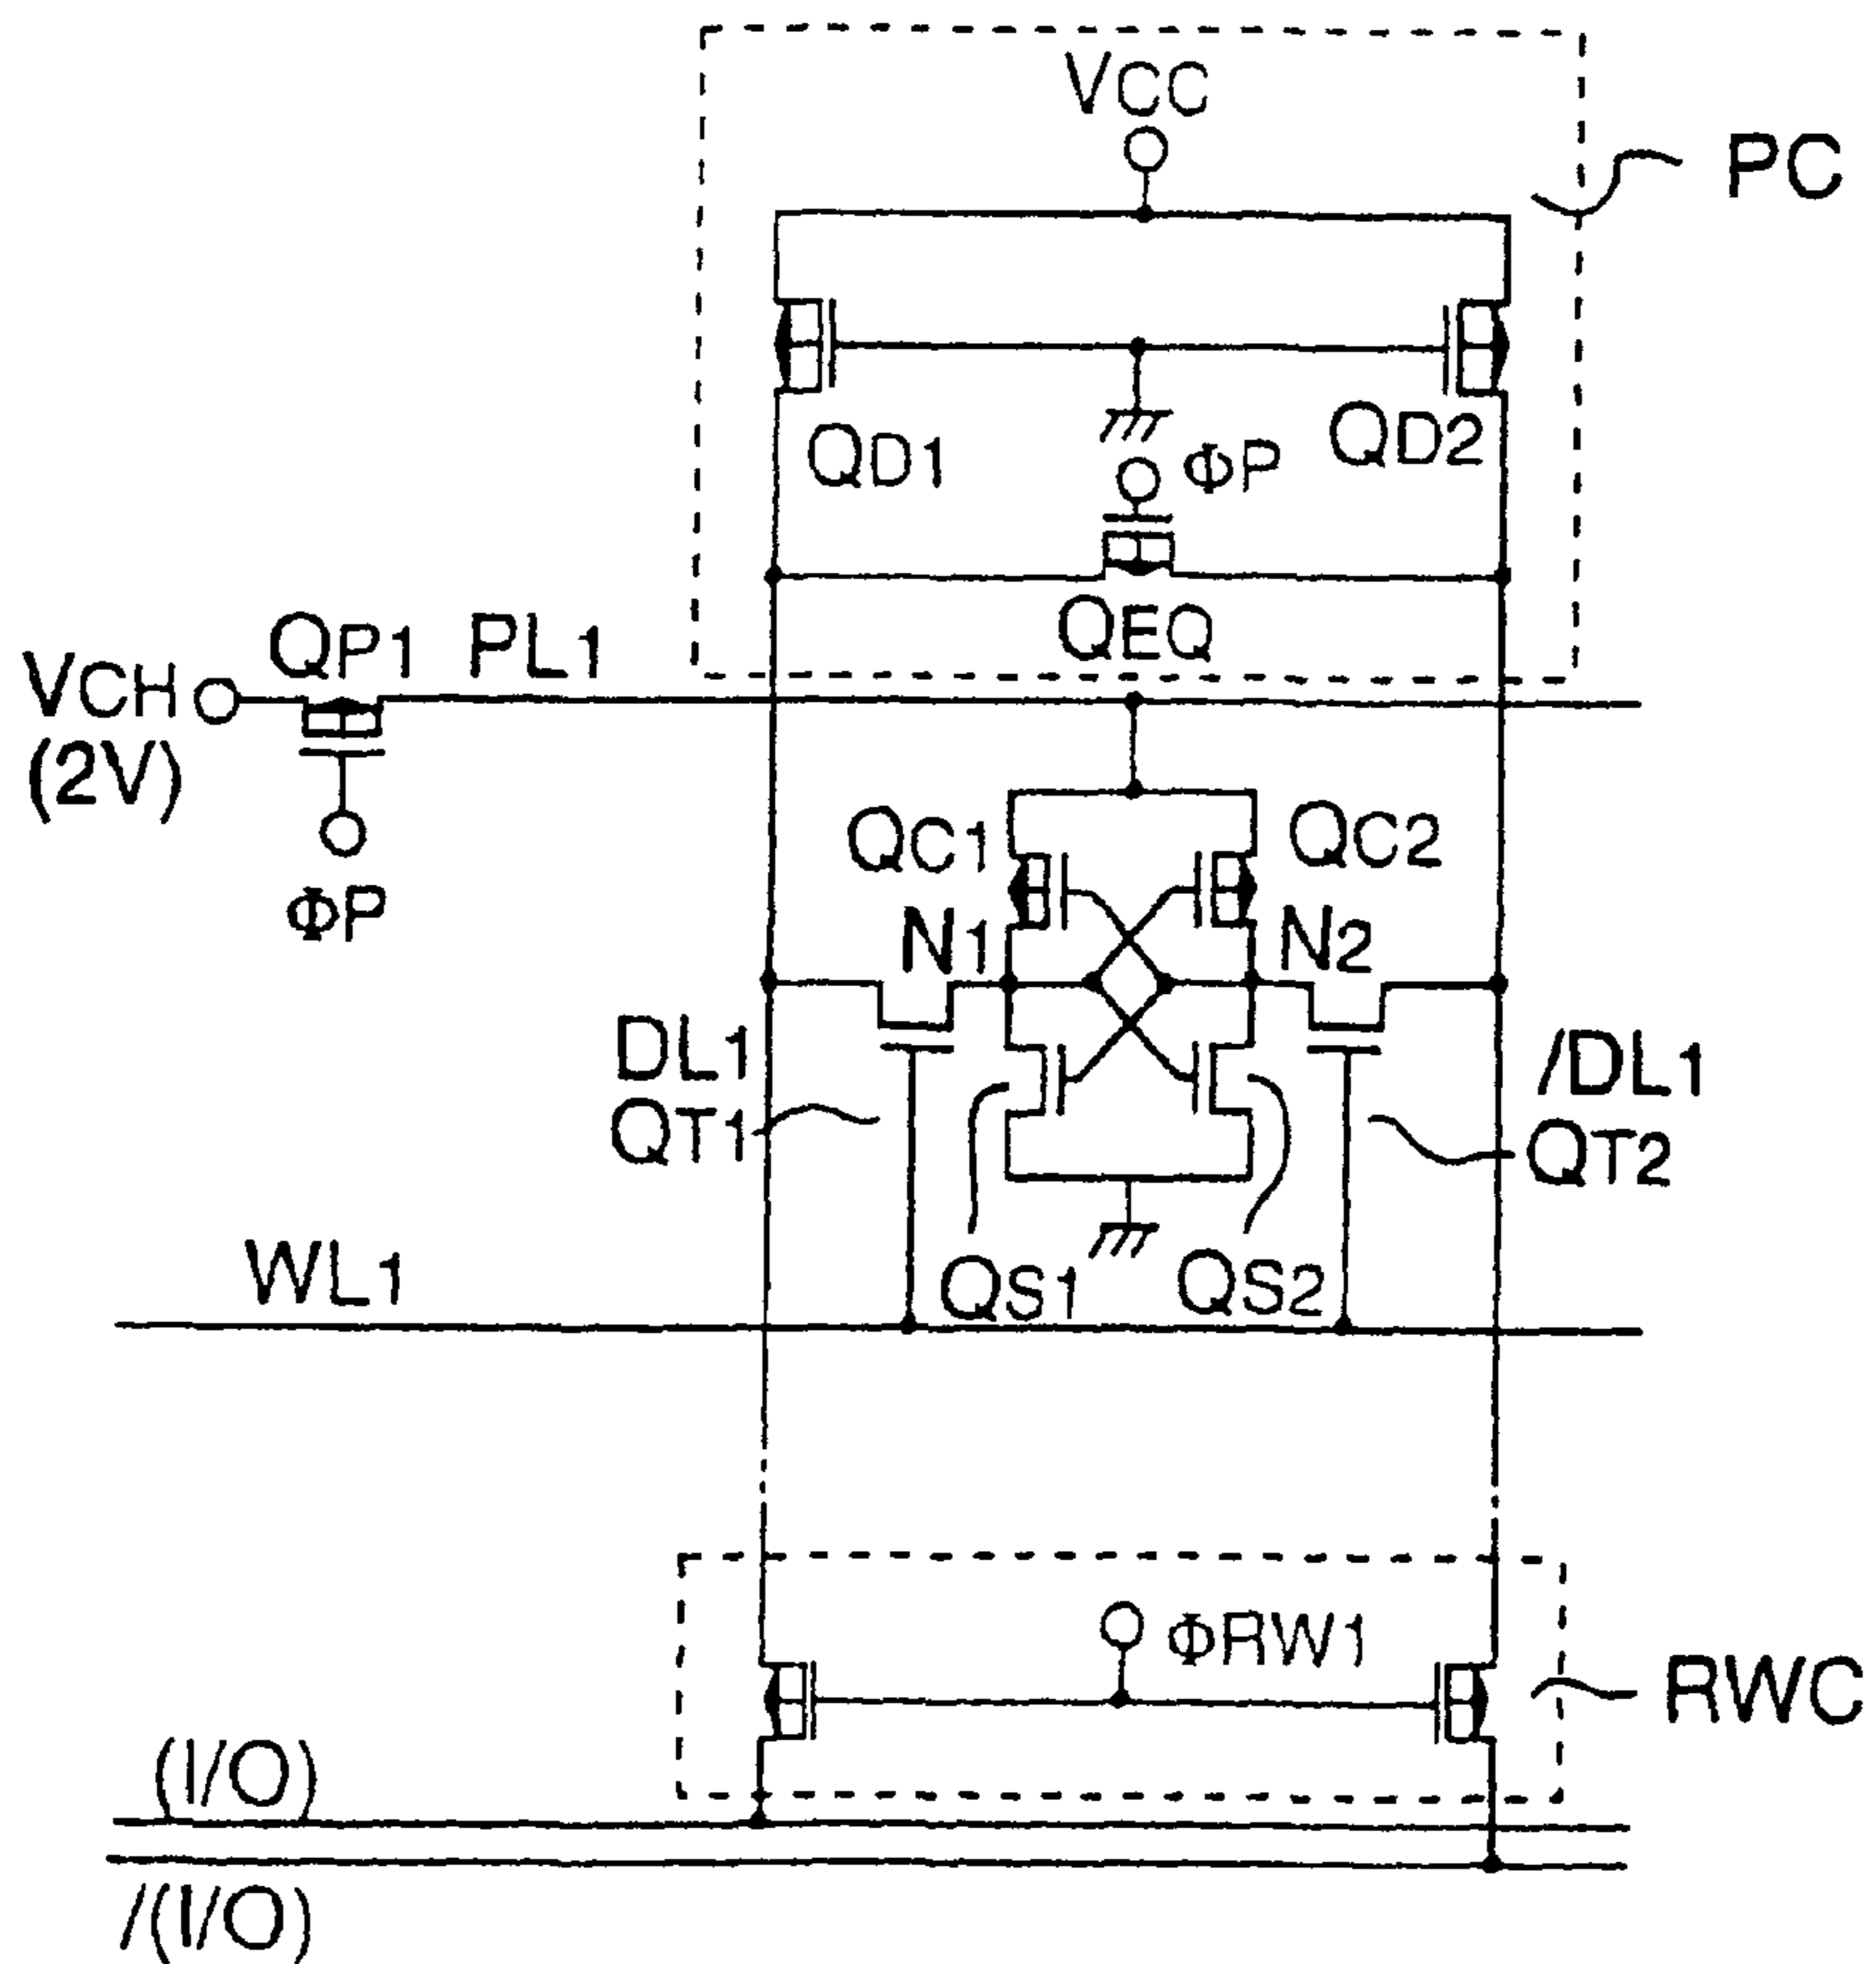 VCC
PC
QD1
QD2
ΦP
QEQ
QP1
PL1
VCH
(2V)
ΦP
QC1
QC2
N1
N2
DL1
/DL1
QT1
QT2
WL1
QS1
QS2
ΦRW1
RWC
(I/O)
/(I/O)